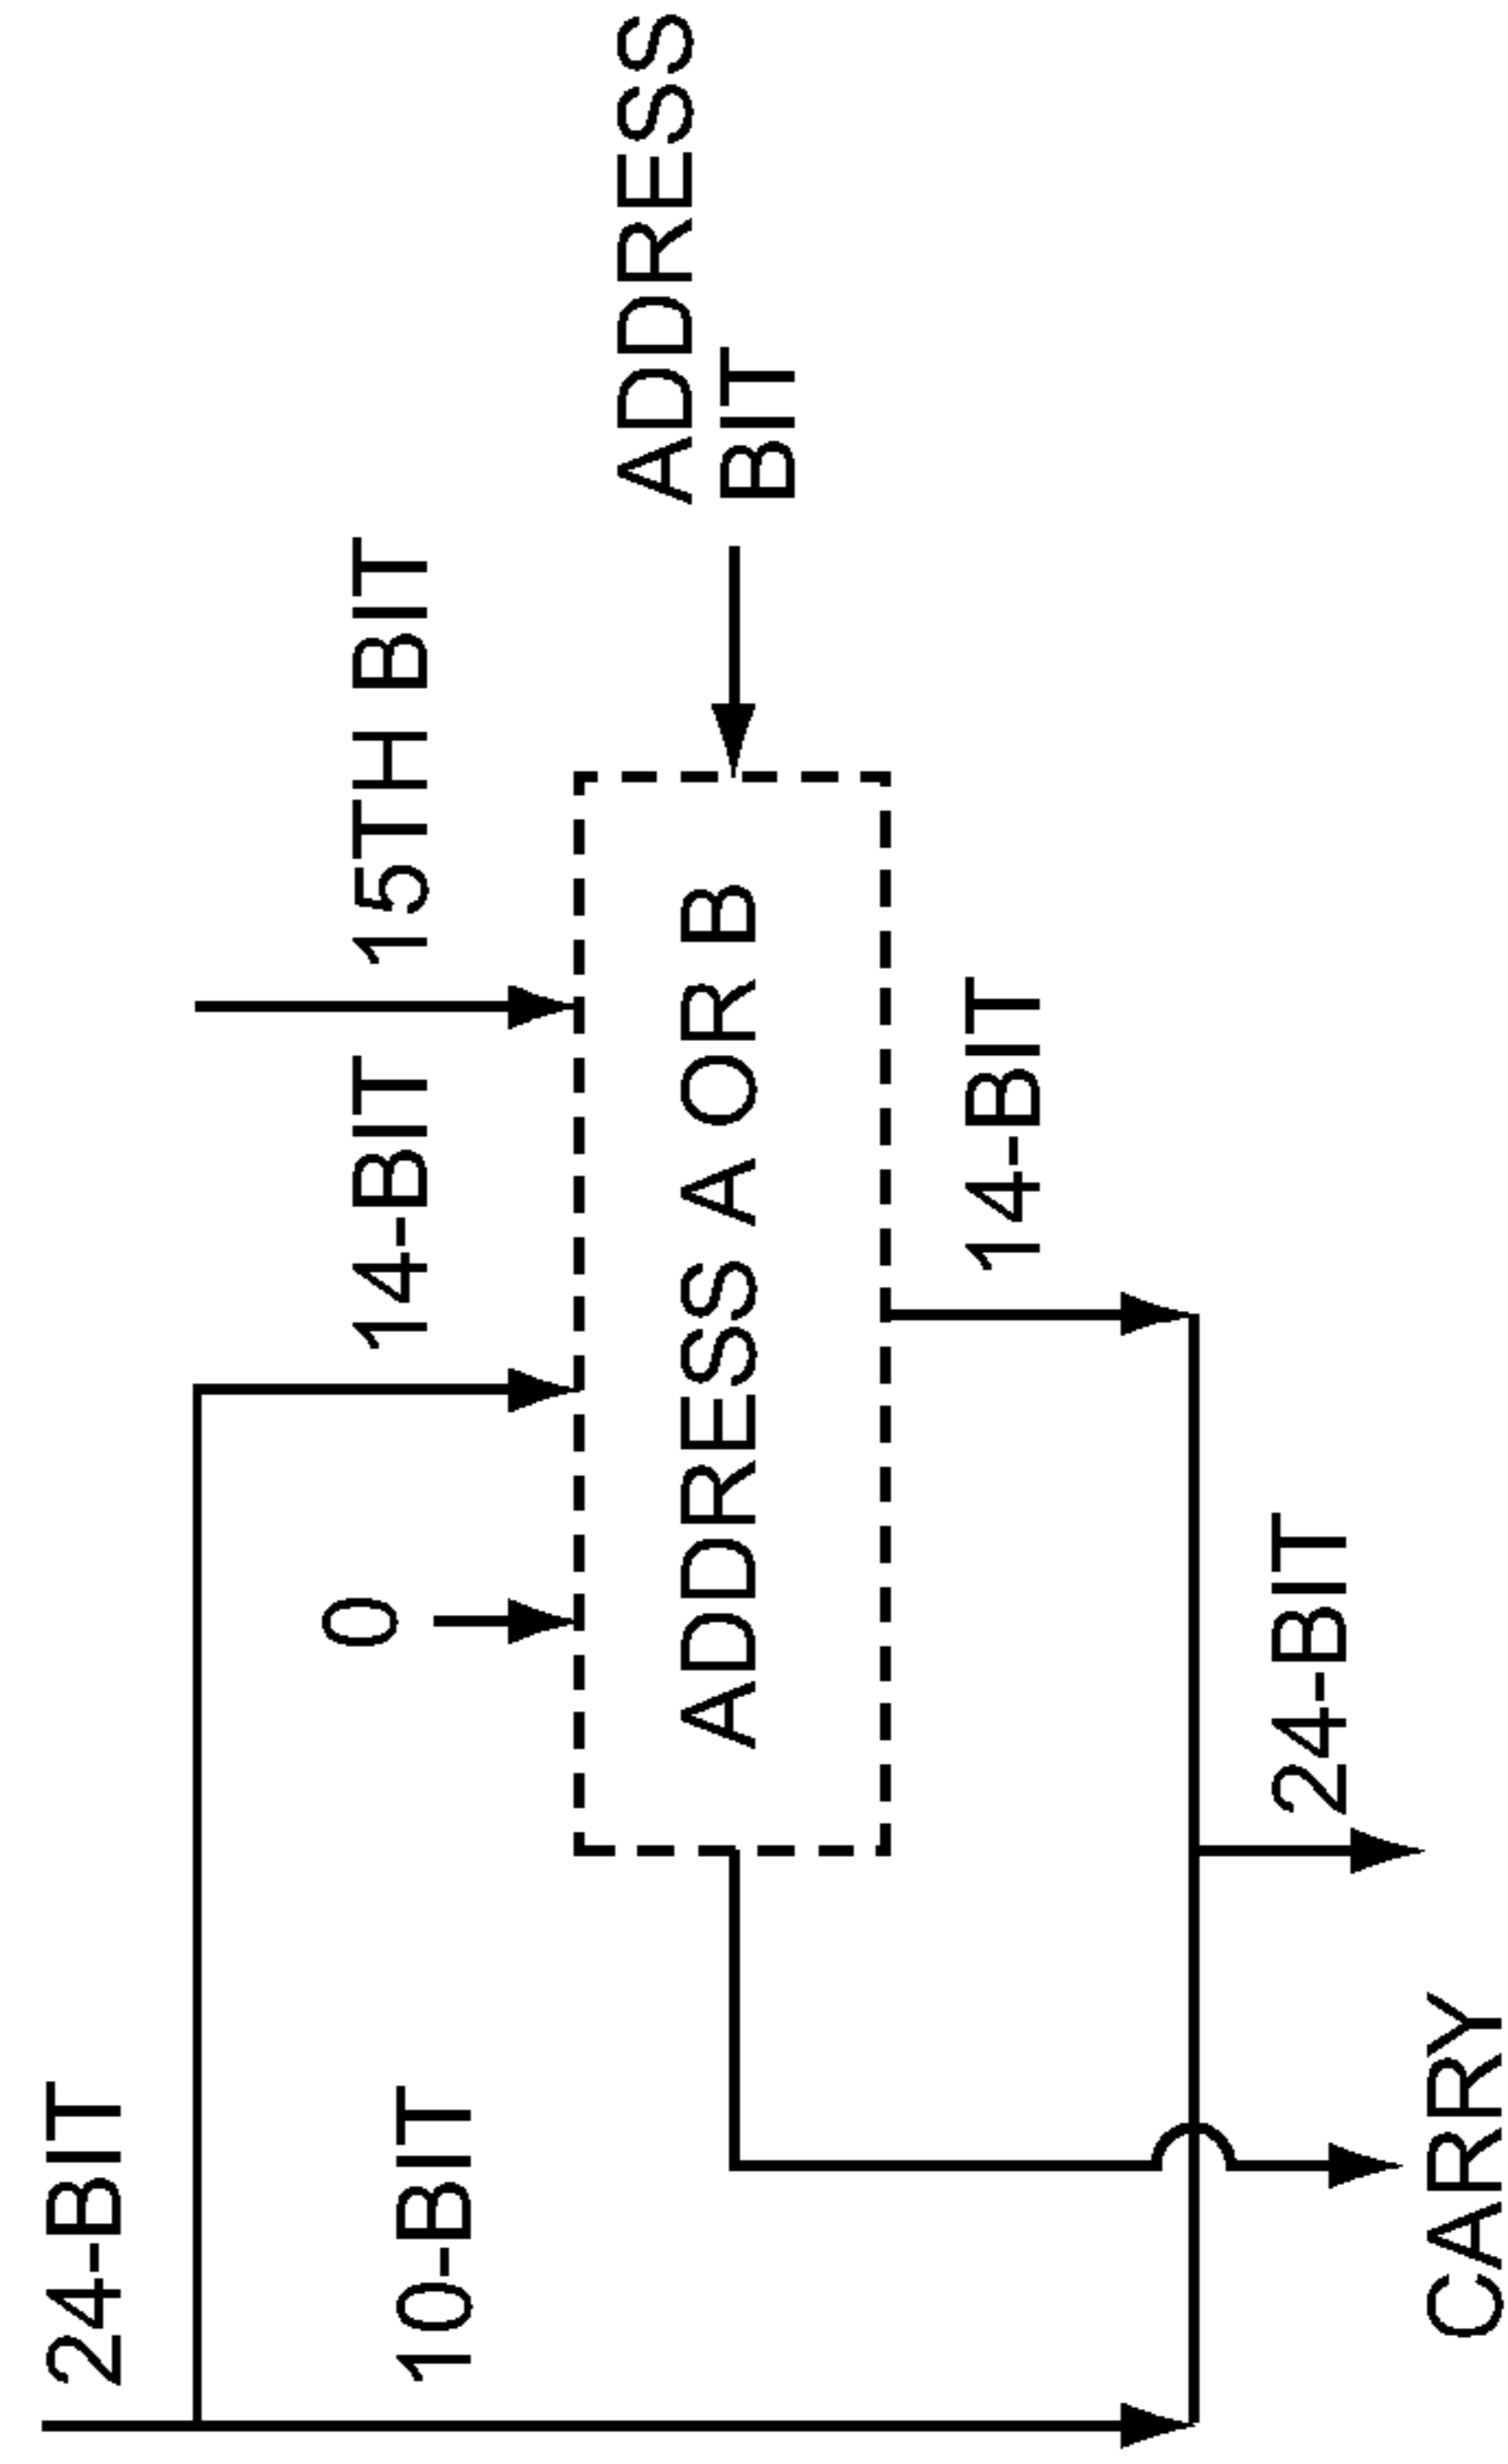 24-BIT
10-BIT
0
14-BIT
15TH BIT
ADDRESS A OR B
ADDRESS
BIT
14-BIT
24-BIT
CARRY